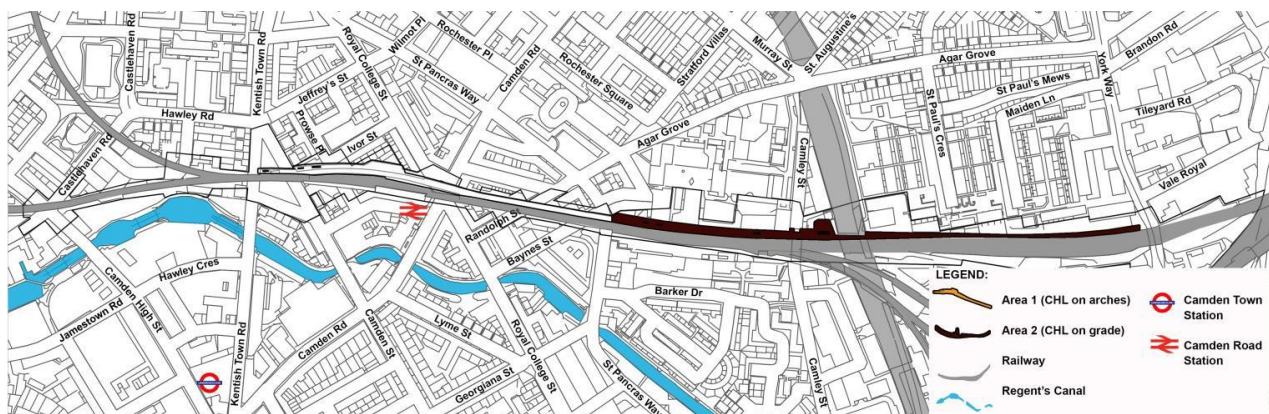 Castlehaven Rd
Kentish Town Rd
Royal College St
Wilmot Pl
Rochester Pl
Camden Rd
Stratford Villas
Murray St
St. Augustine's
Brandon Rd
Agar Grove
York Way
St Pancras Way
Rochester Square
Jeffrey's St
St Paul's Mews
Maiden Ln
Tileyard Rd
Hawley Rd
Prowse Pl
Ivor St
Agar Grove
St Paul's Cres
Camley St
Castlehaven Rd
Vale Royal
Randolph St
Baynes St
Hawley Cres
Camden High St
Jamestown Rd
Kentish Town Rd
Camden Rd
Camden St
Lyme St
Georgiana St
Royal College St
St Pancras Way
Barker Dr
Camley St
LEGEND:
Area 1 (CHL on arches)
Area 2 (CHL on grade)
Railway
Regent's Canal
Camden Town
Station
Camden Road
Station